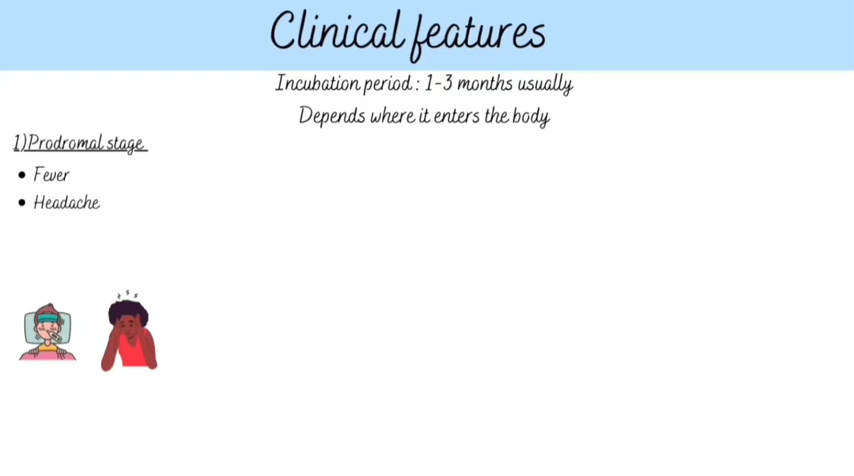 Clinical features
Incubation period : 1-3 months usually
Depends where it enters the body
1)Prodromal stage
• Fever
• Headache